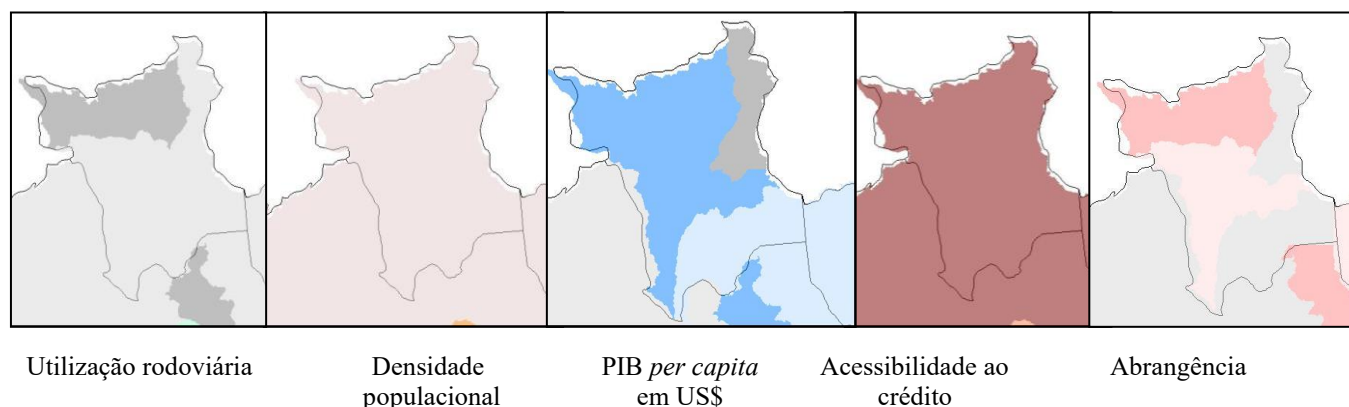 Utilização rodoviária
Densidade
populacional
PIB per capita
em US$
Acessibilidade ao
crédito
Abrangência